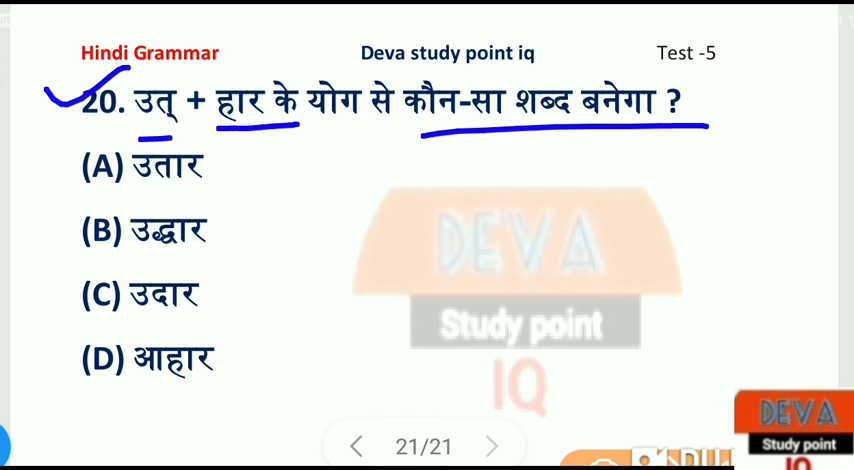 Hindi Grammar Deva study point iq Test -5
20. उत् + हार के योग से कौन-सा शब्द बनेगा ?
(A) उतार
(B) उद्धार
(C) उदार
(D) आहार
DEVA
Study point
IQ
21/21
DEVA
Study point
IQ